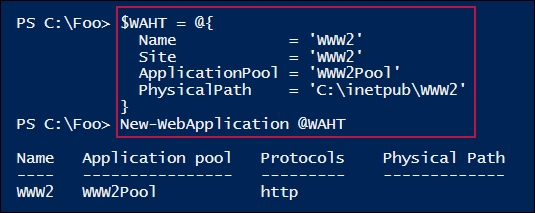 PS C:\Foo> $WAHT = @{
Name = 'WWW2'
Site = 'WWW2'
ApplicationPool = 'WWW2Pool'
PhysicalPath = 'C:\inetpub\WWW2'
}
PS C:\Foo> New-WebApplication @WAHT
Name Application pool Protocols Physical Path
---- ---------------- --------- -------------
WWW2 WWW2Pool http